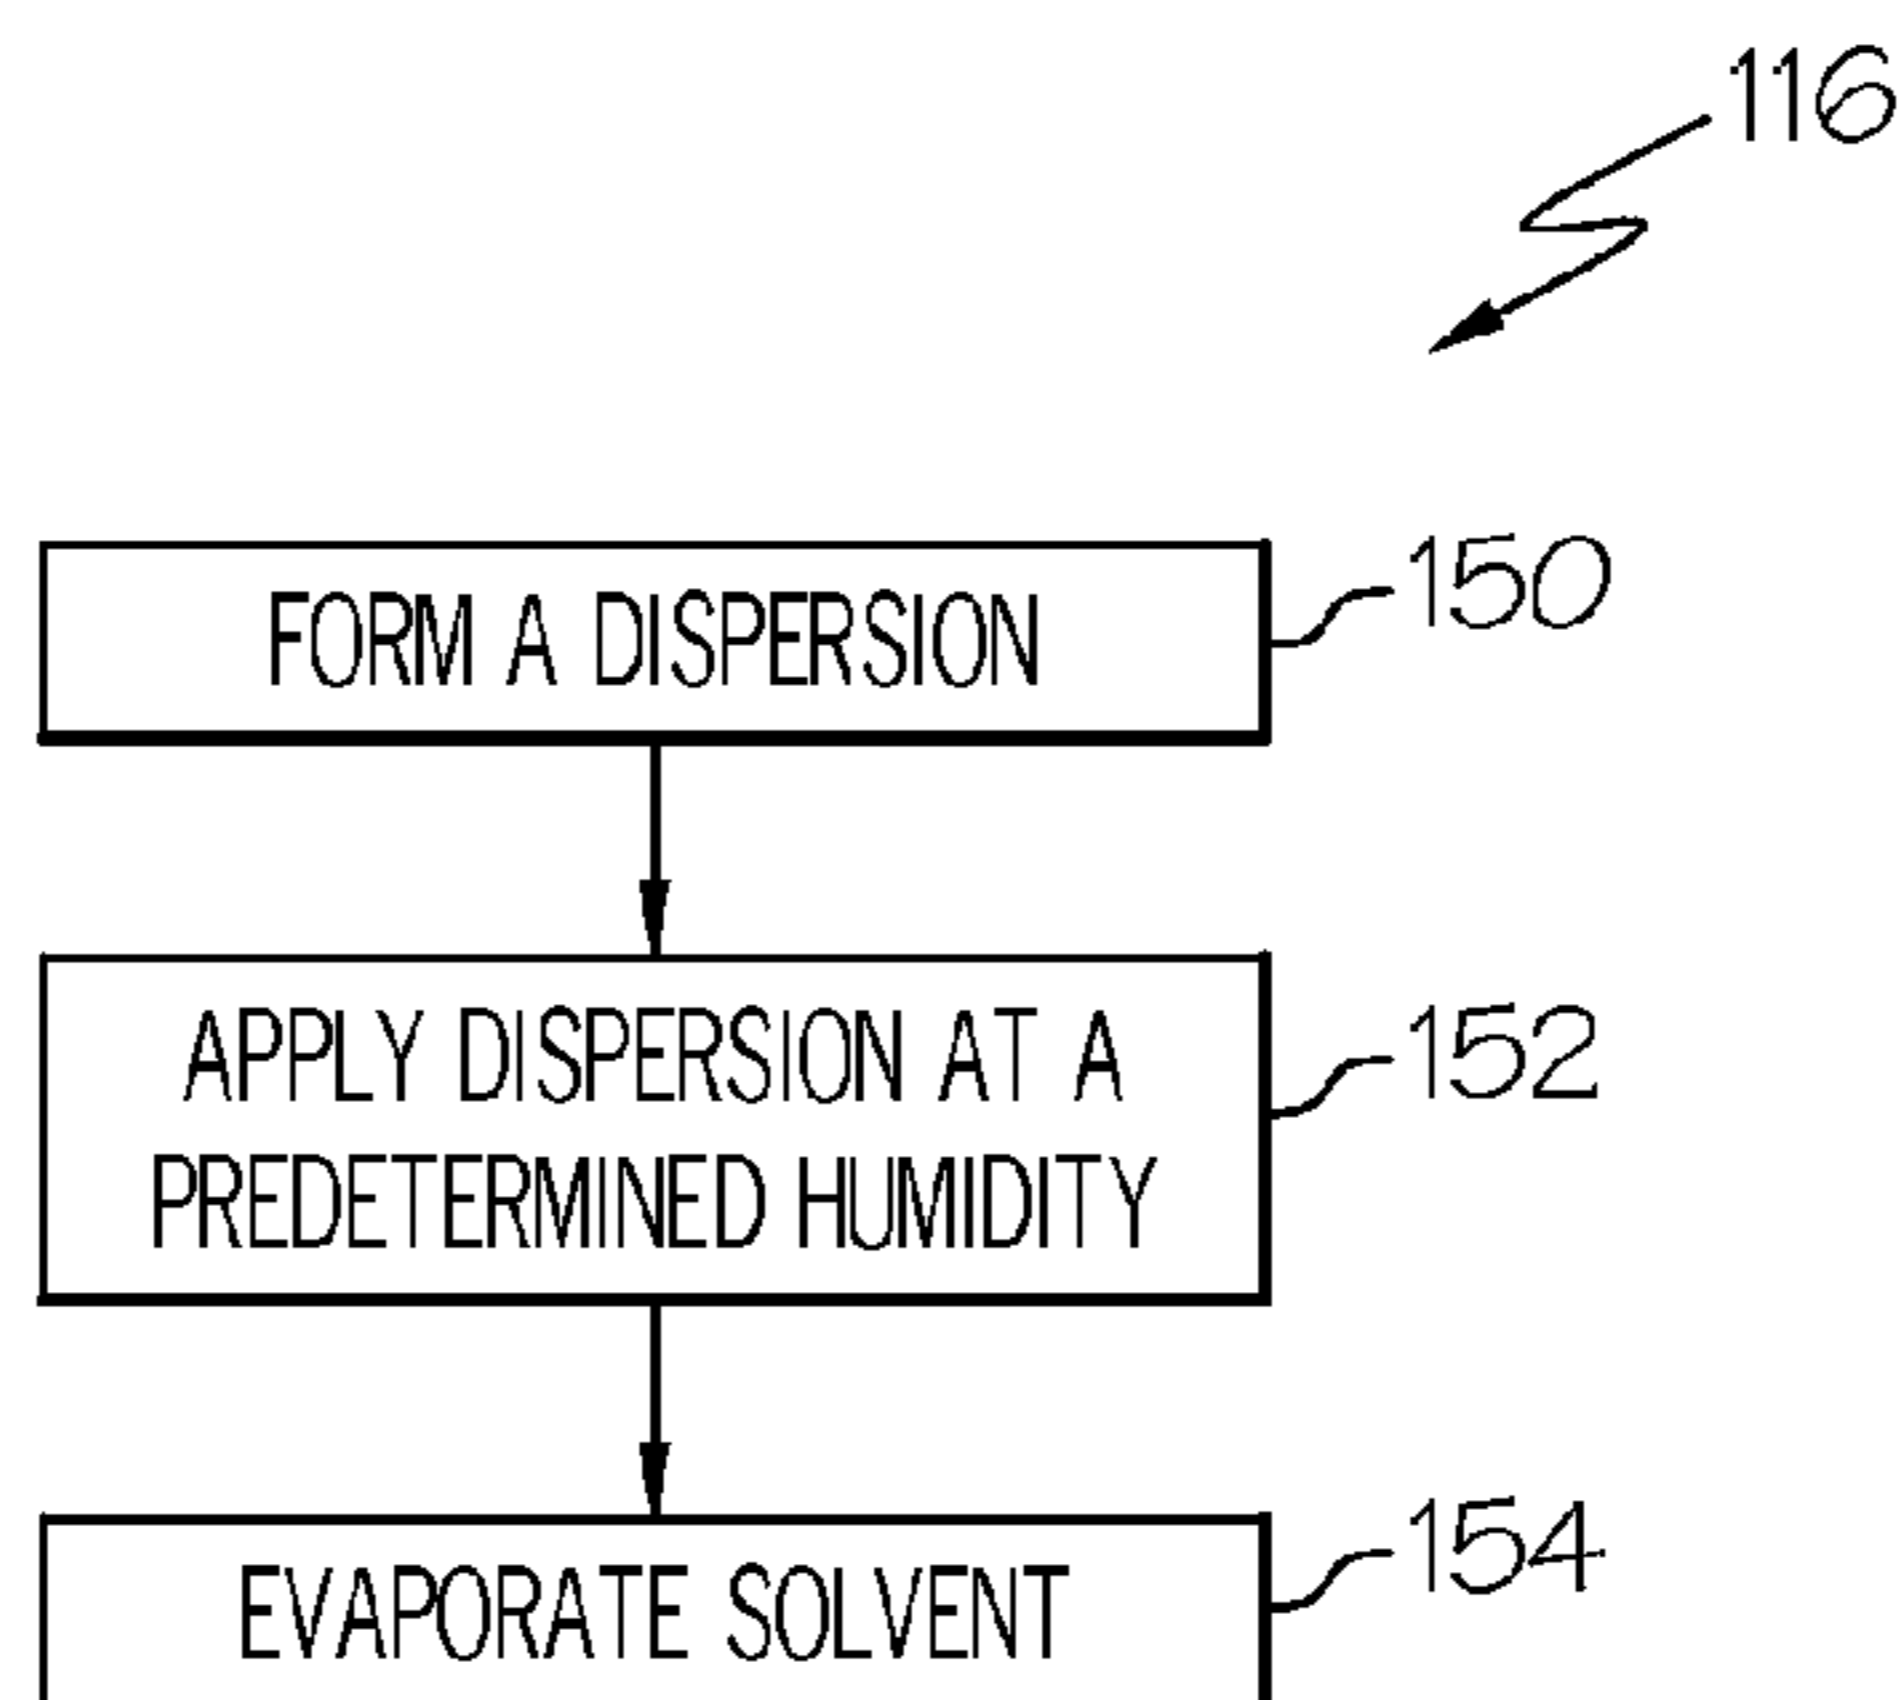 116
FORM A DISPERSION
150
APPLY DISPERSION AT A
PREDETERMINED HUMIDITY
152
EVAPORATE SOLVENT
154